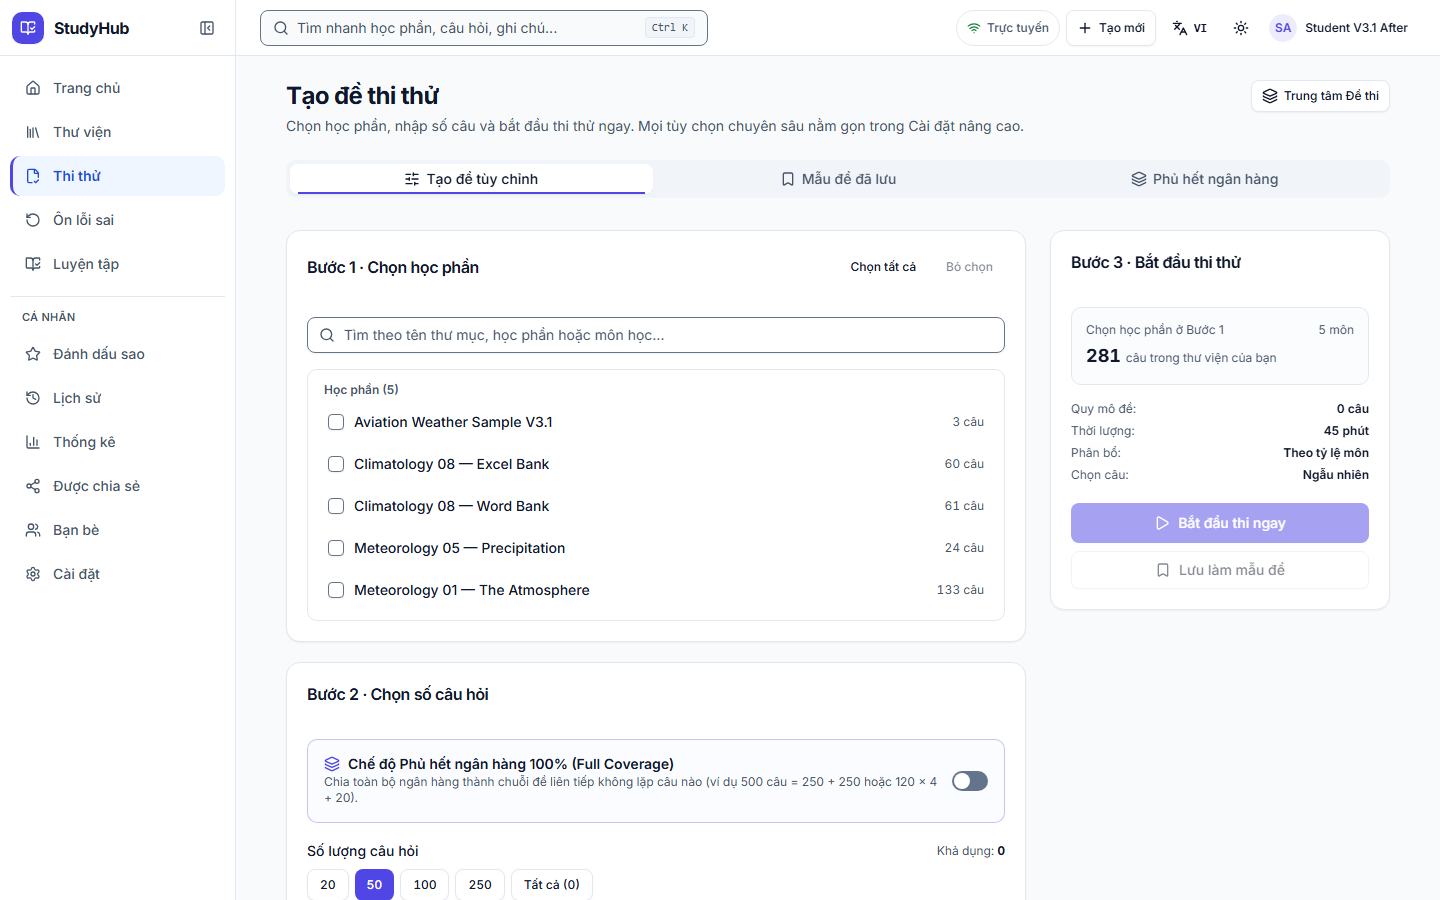 StudyHub
Tìm nhanh học phần, câu hỏi, ghi chú...
Ctrl K
Trực tuyến
Tạo mới
VI
SA
Student V3.1 After
Trang chủ
Thư viện
Thi thử
Ôn lỗi sai
Luyện tập
CÁ NHÂN
Đánh dấu sao
Lịch sử
Thống kê
Được chia sẻ
Bạn bè
Cài đặt
Tạo đề thi thử
Chọn học phần, nhập số câu và bắt đầu thi thử ngay. Mọi tùy chọn chuyên sâu nằm gọn trong Cài đặt nâng cao.
Trung tâm Đề thi
Tạo đề tùy chỉnh
Mẫu đề đã lưu
Phủ hết ngân hàng
Bước 1 · Chọn học phần
Chọn tất cả
Bỏ chọn
Tìm theo tên thư mục, học phần hoặc môn học...
Học phần (5)
Aviation Weather Sample V3.1
3 câu
Climatology 08 — Excel Bank
60 câu
Climatology 08 — Word Bank
61 câu
Meteorology 05 — Precipitation
24 câu
Meteorology 01 — The Atmosphere
133 câu
Bước 2 · Chọn số câu hỏi
Chế độ Phủ hết ngân hàng 100% (Full Coverage)
Chia toàn bộ ngân hàng thành chuỗi đề liên tiếp không lặp câu nào (ví dụ 500 câu = 250 + 250 hoặc 120 × 4
+ 20).
Số lượng câu hỏi
Khả dụng: 0
20
50
100
250
Tất cả (0)
Bước 3 · Bắt đầu thi thử
Chọn học phần ở Bước 1
5 môn
281 câu trong thư viện của bạn
Quy mô đề:
0 câu
Thời lượng:
45 phút
Phân bổ:
Theo tỷ lệ môn
Chọn câu:
Ngẫu nhiên
Bắt đầu thi ngay
Lưu làm mẫu đề